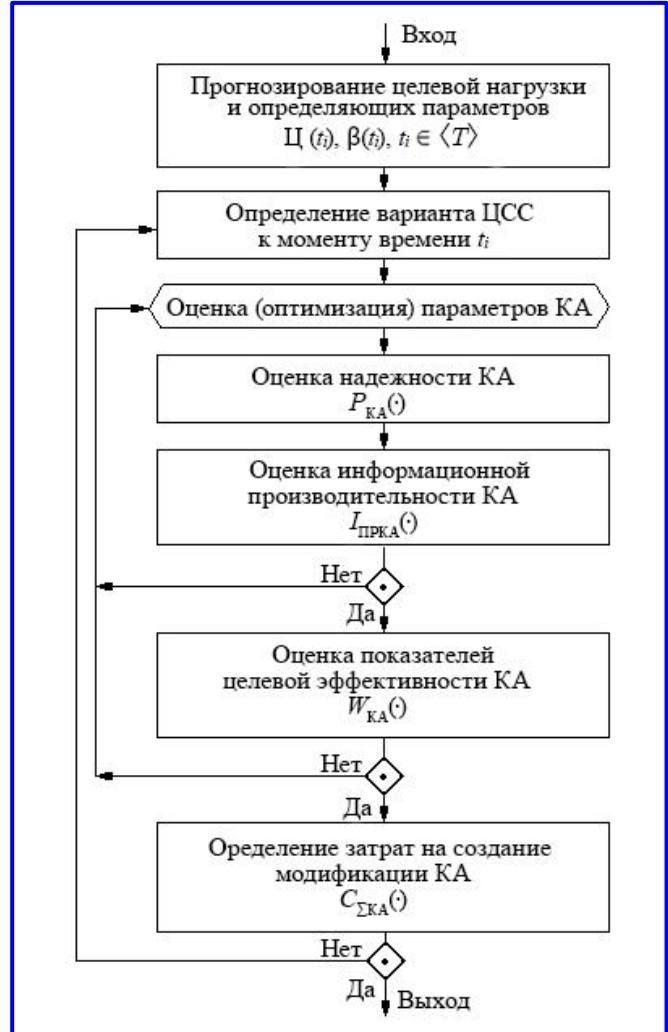 Вход
Прогнозирование целевой нагрузки
и определяющих параметров
Ц (tᵢ), β(tᵢ), tᵢ ∈ ⟨T⟩
Определение варианта ЦСС
к моменту времени tᵢ
Оценка (оптимизация) параметров КА
Оценка надежности КА
P_КА(·)
Оценка информационной
производительности КА
I_ПРКА(·)
Нет
Да
Оценка показателей
целевой эффективности КА
W_КА(·)
Нет
Да
Оределение затрат на создание
модификации КА
C_ΣКА(·)
Нет
Да
Выход